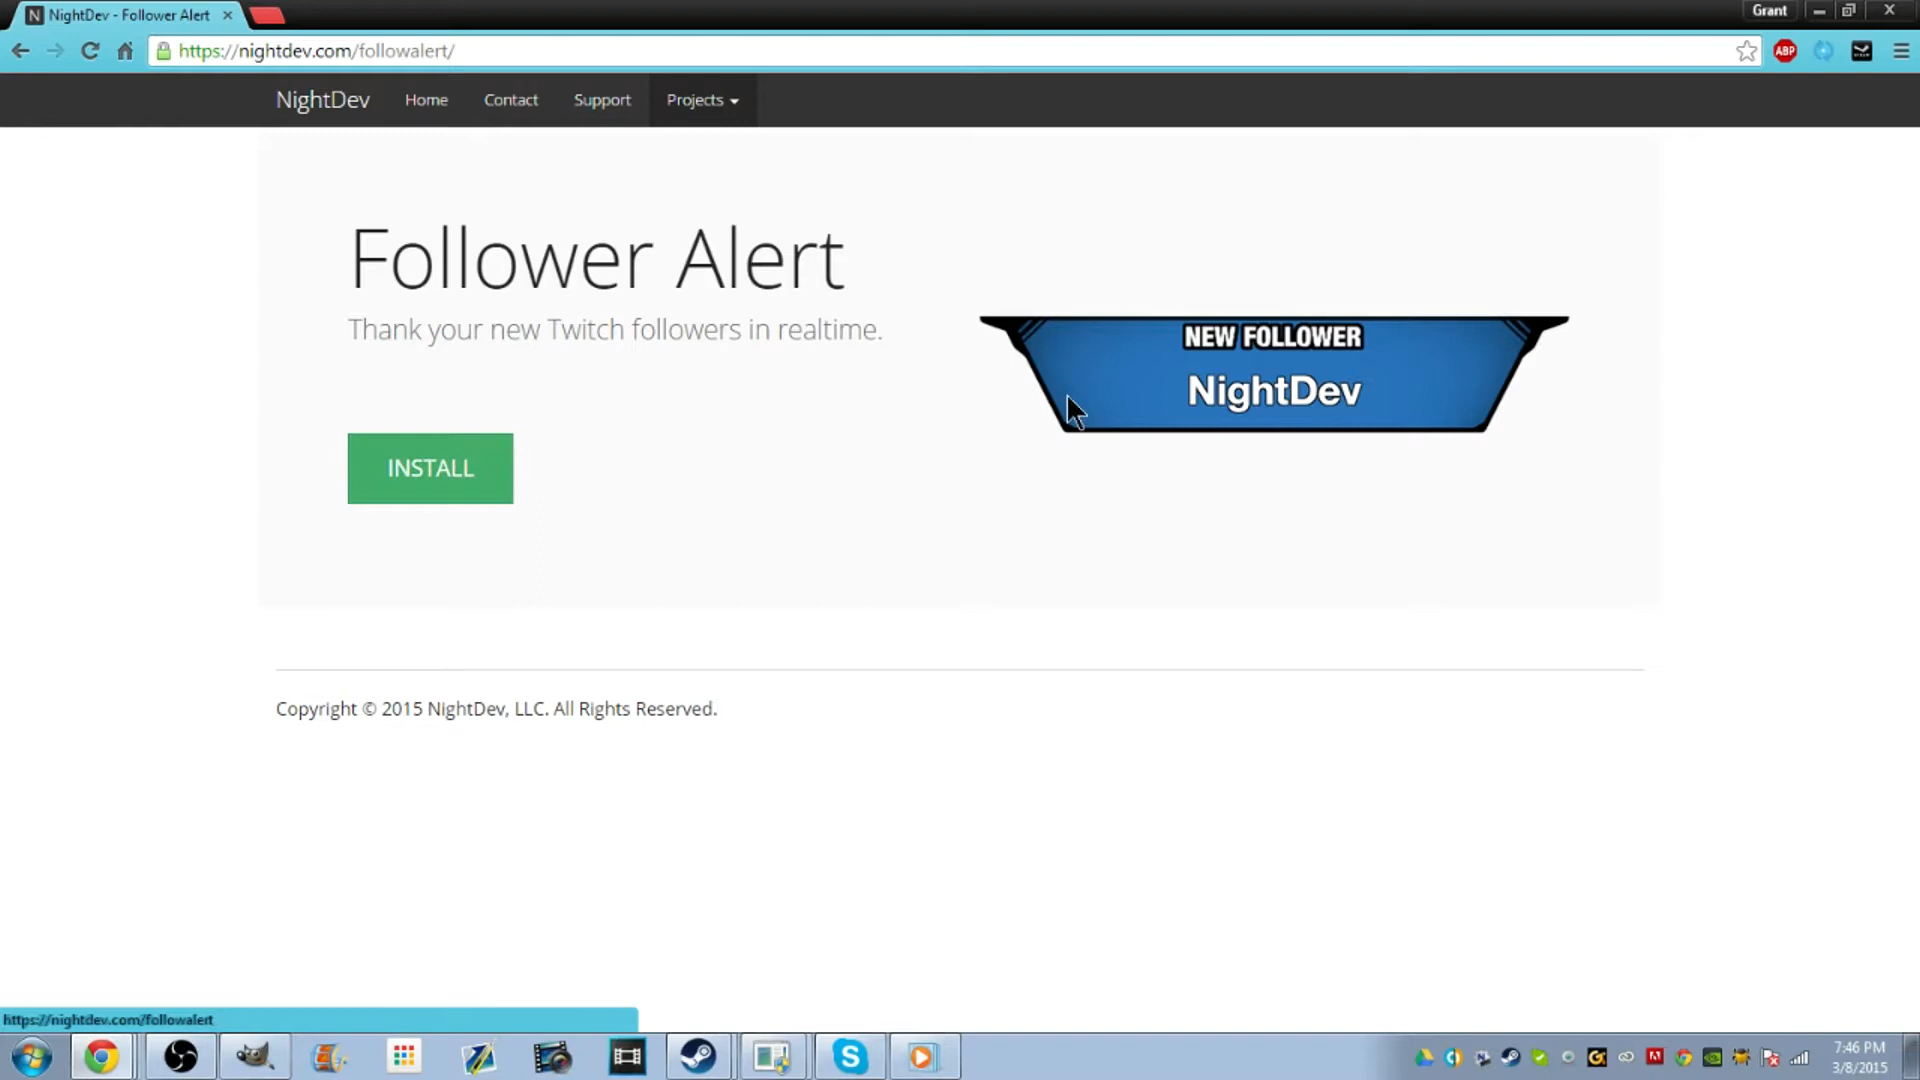 NightDev - Follower Alert
Grant
https://nightdev.com/followalert/
ABP
NightDev Home Contact Support Projects
Follower Alert
Thank your new Twitch followers in realtime.
NEW FOLLOWER
NightDev
INSTALL
Copyright © 2015 NightDev, LLC. All Rights Reserved.
https://nightdev.com/followalert
7:46 PM
3/8/2015